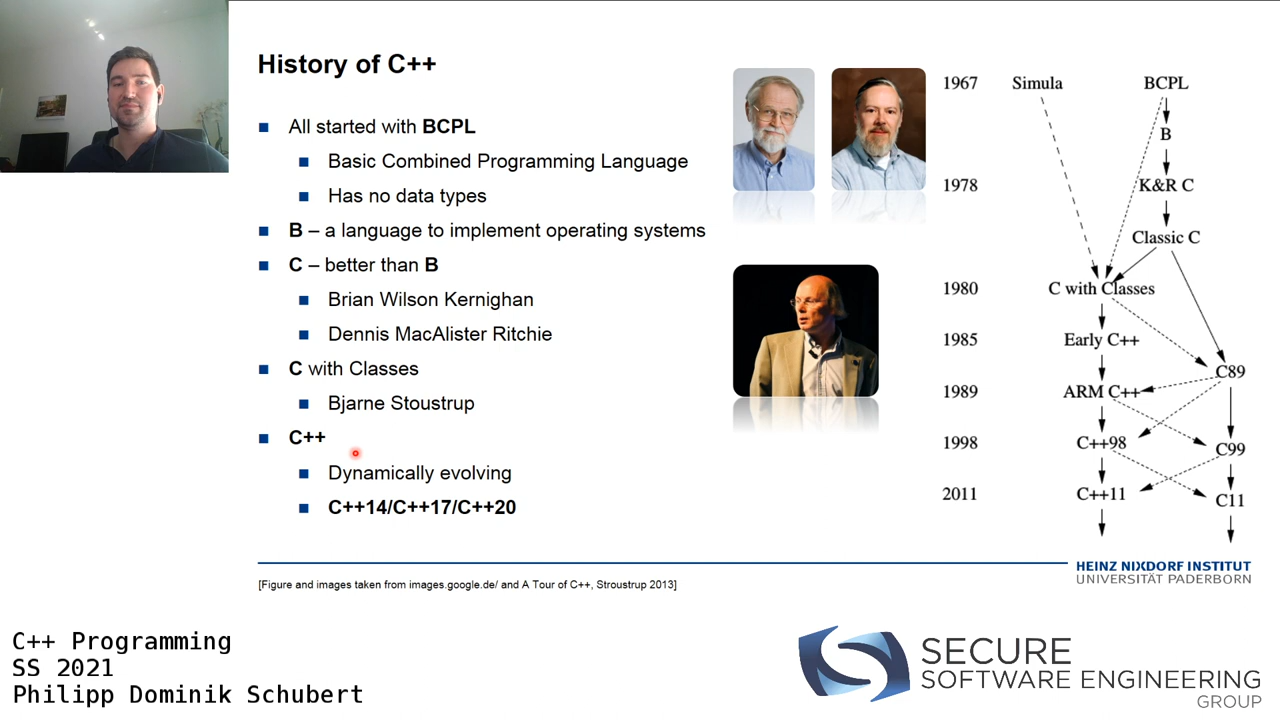 History of C++
All started with BCPL
Basic Combined Programming Language
Has no data types
B – a language to implement operating systems
C – better than B
Brian Wilson Kernighan
Dennis MacAlister Ritchie
C with Classes
Bjarne Stoustrup
C++
Dynamically evolving
C++14/C++17/C++20
1967 Simula BCPL
B
1978 K&R C
Classic C
1980 C with Classes
1985 Early C++
C89
1989 ARM C++
1998 C++98
C99
2011 C++11
C11
[Figure and images taken from images.google.de/ and A Tour of C++, Stroustrup 2013]
HEINZ NIXDORF INSTITUT
UNIVERSITÄT PADERBORN
C++ Programming
SS 2021
Philipp Dominik Schubert
SECURE
SOFTWARE ENGINEERING
GROUP